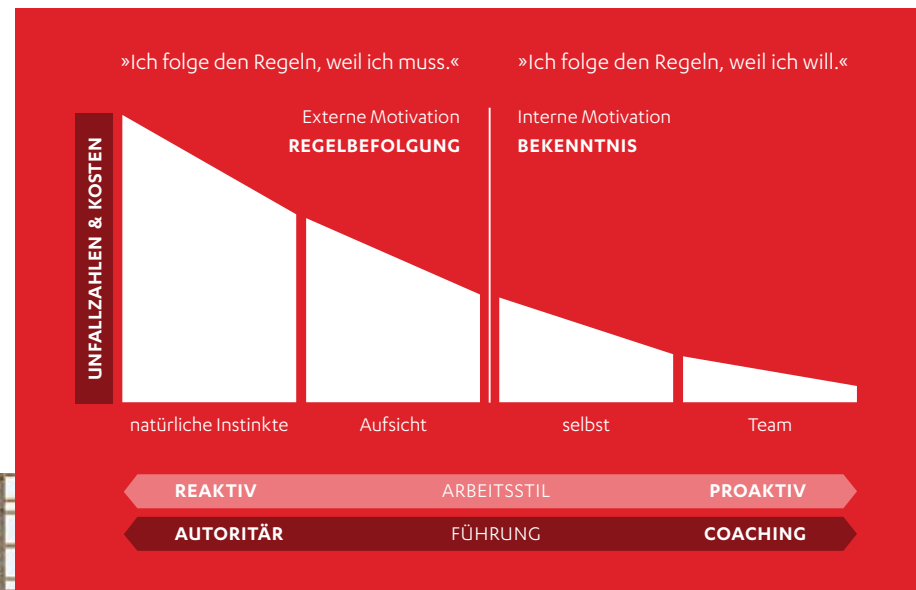 »Ich folge den Regeln, weil ich muss.«
»Ich folge den Regeln, weil ich will.«
Externe Motivation
REGELBEFOLGUNG
Interne Motivation
BEKENNTNIS
UNFALLZAHLEN & KOSTEN
natürliche Instinkte
Aufsicht
selbst
Team
REAKTIV
ARBEITSSTIL
PROAKTIV
AUTORITÄR
FÜHRUNG
COACHING